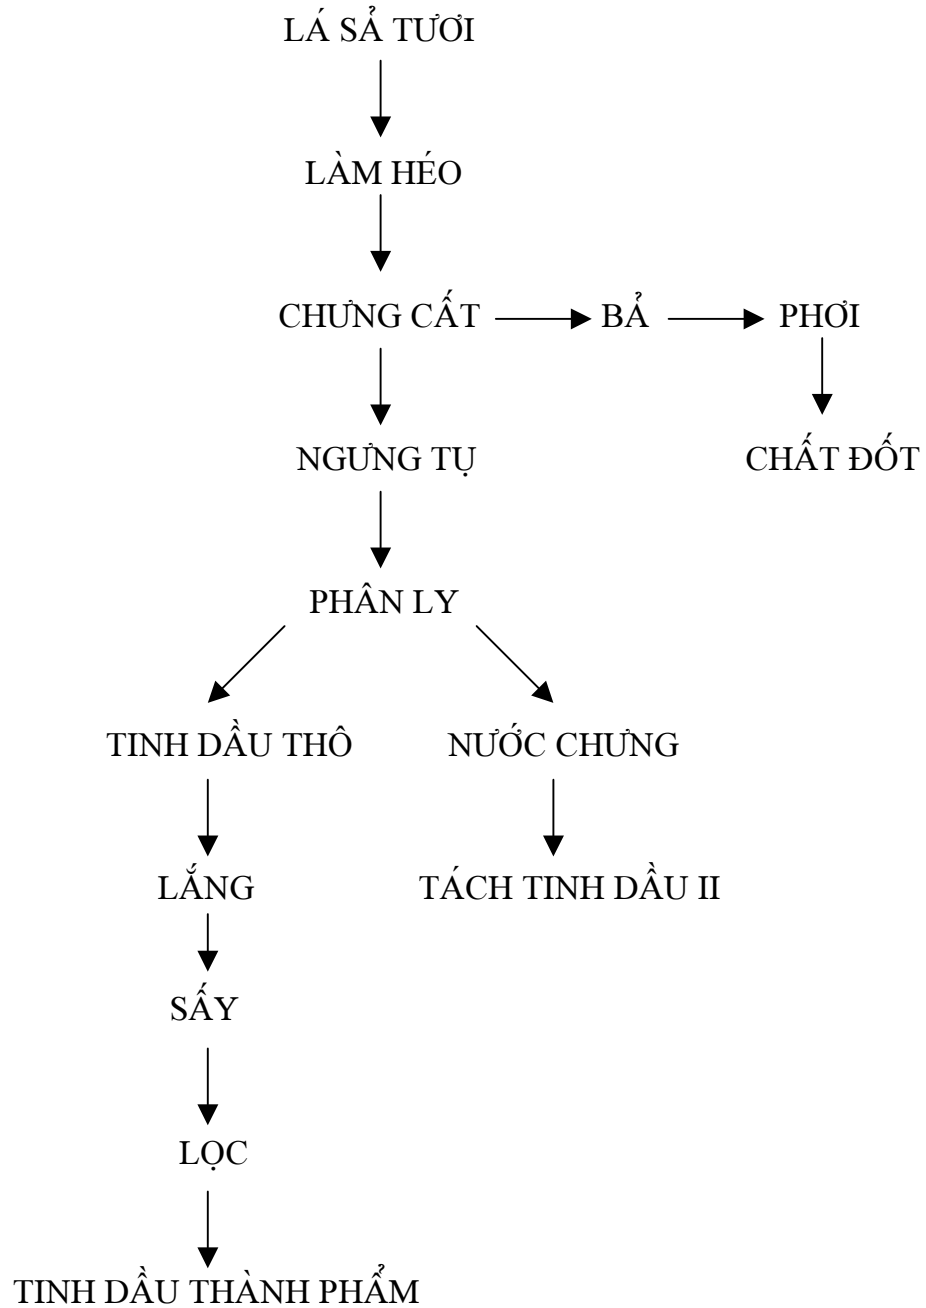 LÁ SẢ TƯƠI
LÀM HÉO
CHƯNG CẤT BẢ PHƠI
NGƯNG TỤ CHẤT ĐỐT
PHÂN LY
TINH DẦU THÔ NƯỚC CHƯNG
LẮNG TÁCH TINH DẦU II
SẤY
LỌC
TINH DẦU THÀNH PHẨM